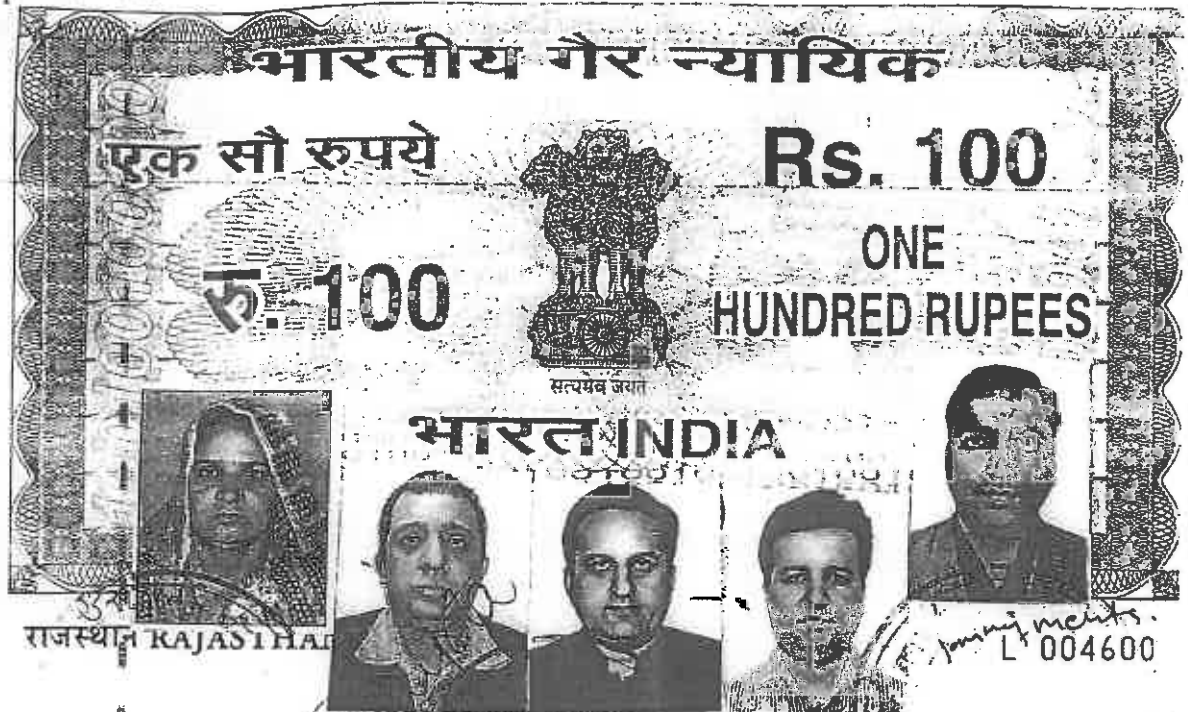 भारतीय गैर न्यायिक
एक सौ रुपये
Rs. 100
रु. 100
ONE
HUNDRED RUPEES
सत्यमेव जयते
भारत INDIA
राजस्थान RAJASTHAN
L 004600